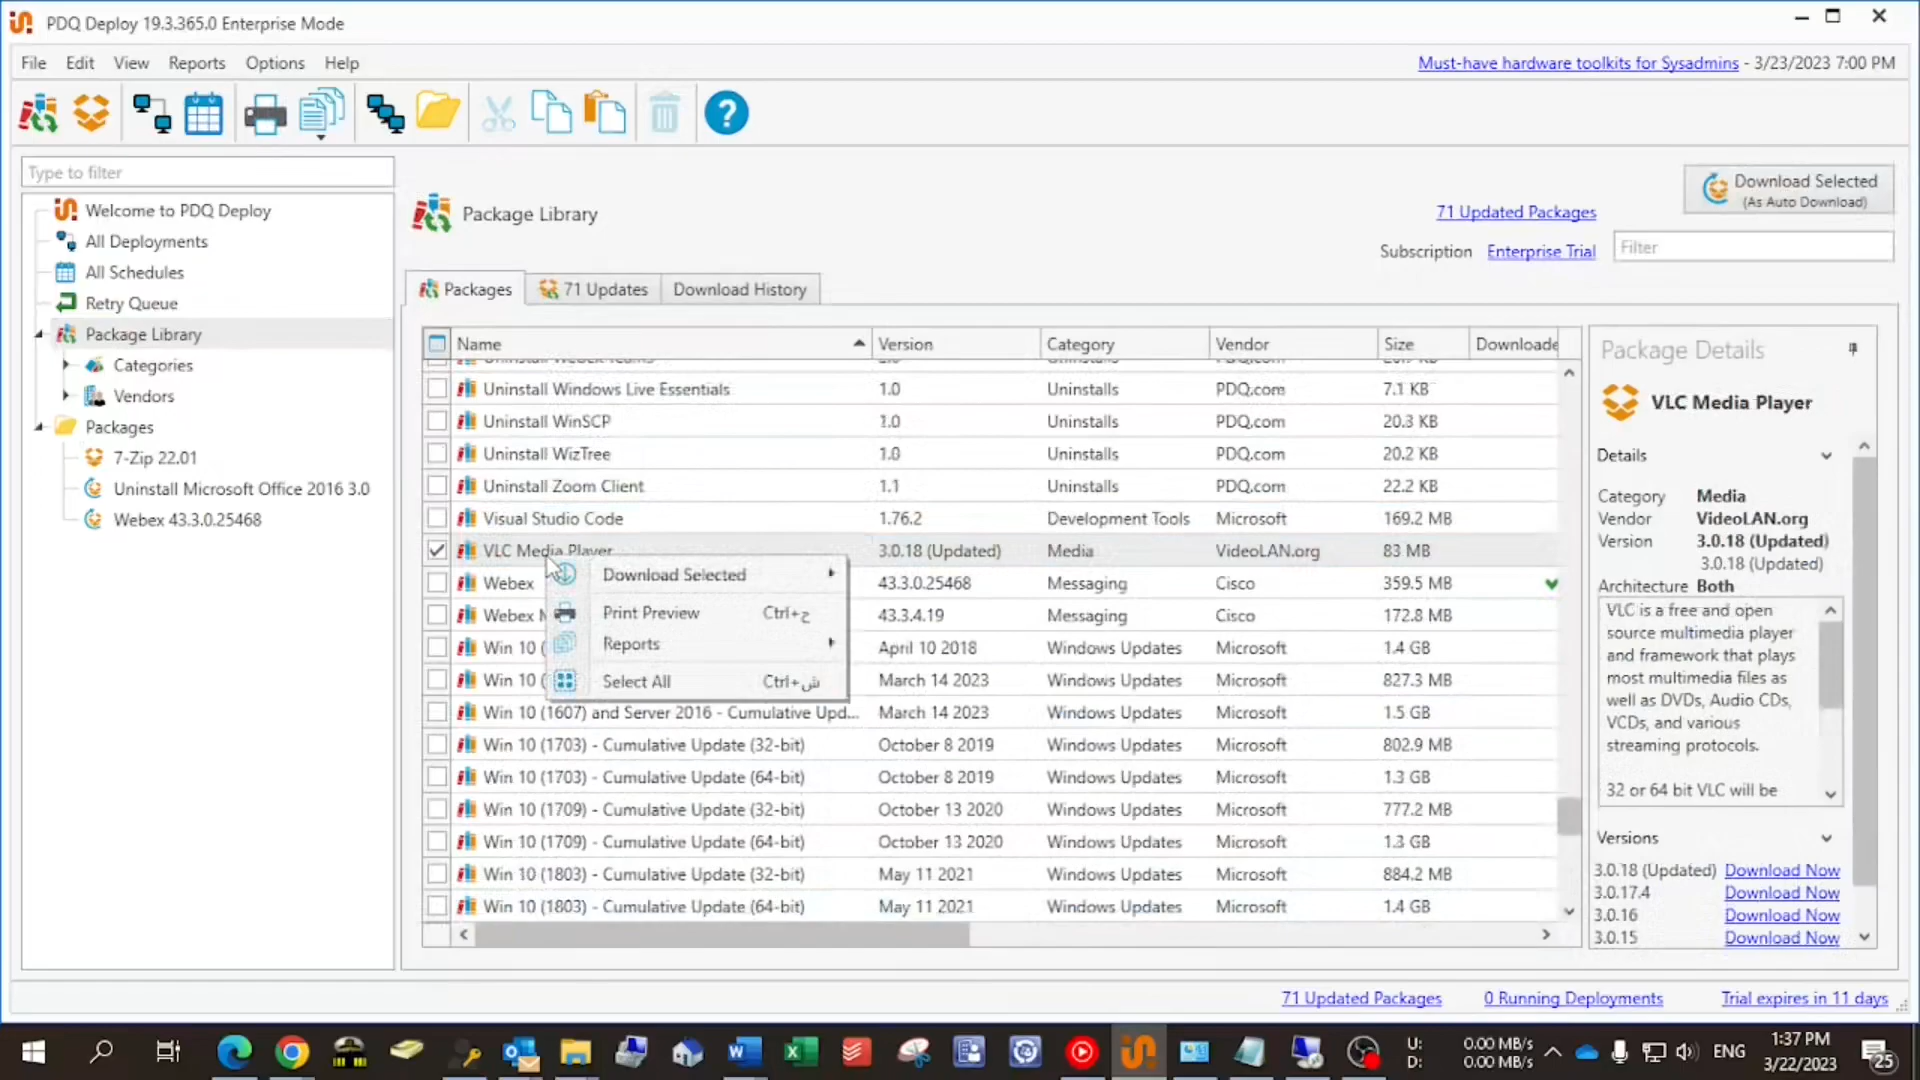 PDQ Deploy 19.3.365.0 Enterprise Mode
File Edit View Reports Options Help
Must-have hardware toolkits for Sysadmins - 3/23/2023 7:00 PM
Type to filter
Welcome to PDQ Deploy
All Deployments
All Schedules
Retry Queue
Package Library
Categories
Vendors
Packages
7-Zip 22.01
Uninstall Microsoft Office 2016 3.0
Webex 43.3.0.25468
Package Library
71 Updated Packages
Download Selected
(As Auto Download)
Subscription Enterprise Trial
Filter
Packages 71 Updates Download History
Name Version Category Vendor Size Downloade
Uninstall Windows Live Essentials 1.0 Uninstalls PDQ.com 7.1 KB
Uninstall WinSCP 1.0 Uninstalls PDQ.com 20.3 KB
Uninstall WizTree 1.0 Uninstalls PDQ.com 20.2 KB
Uninstall Zoom Client 1.1 Uninstalls PDQ.com 22.2 KB
Visual Studio Code 1.76.2 Development Tools Microsoft 169.2 MB
VLC Media Player 3.0.18 (Updated) Media VideoLAN.org 83 MB
Webex 43.3.0.25468 Messaging Cisco 359.5 MB
Webex 43.3.4.19 Messaging Cisco 172.8 MB
Win 10 ( April 10 2018 Windows Updates Microsoft 1.4 GB
Win 10 ( March 14 2023 Windows Updates Microsoft 827.3 MB
Win 10 (1607) and Server 2016 - Cumulative Upd... March 14 2023 Windows Updates Microsoft 1.5 GB
Win 10 (1703) - Cumulative Update (32-bit) October 8 2019 Windows Updates Microsoft 802.9 MB
Win 10 (1703) - Cumulative Update (64-bit) October 8 2019 Windows Updates Microsoft 1.3 GB
Win 10 (1709) - Cumulative Update (32-bit) October 13 2020 Windows Updates Microsoft 777.2 MB
Win 10 (1709) - Cumulative Update (64-bit) October 13 2020 Windows Updates Microsoft 1.3 GB
Win 10 (1803) - Cumulative Update (32-bit) May 11 2021 Windows Updates Microsoft 884.2 MB
Win 10 (1803) - Cumulative Update (64-bit) May 11 2021 Windows Updates Microsoft 1.4 GB
Download Selected
Print Preview Ctrl+ح
Reports
Select All Ctrl+ش
Package Details
VLC Media Player
Details
Category Media
Vendor VideoLAN.org
Version 3.0.18 (Updated)
3.0.18 (Updated)
Architecture Both
VLC is a free and open
source multimedia player
and framework that plays
most multimedia files as
well as DVDs, Audio CDs,
VCDs, and various
streaming protocols.
32 or 64 bit VLC will be
Versions
3.0.18 (Updated) Download Now
3.0.17.4 Download Now
3.0.16 Download Now
3.0.15 Download Now
71 Updated Packages 0 Running Deployments Trial expires in 11 days
U: 0.00 MB/s
D: 0.00 MB/s
ENG
1:37 PM
3/22/2023
25